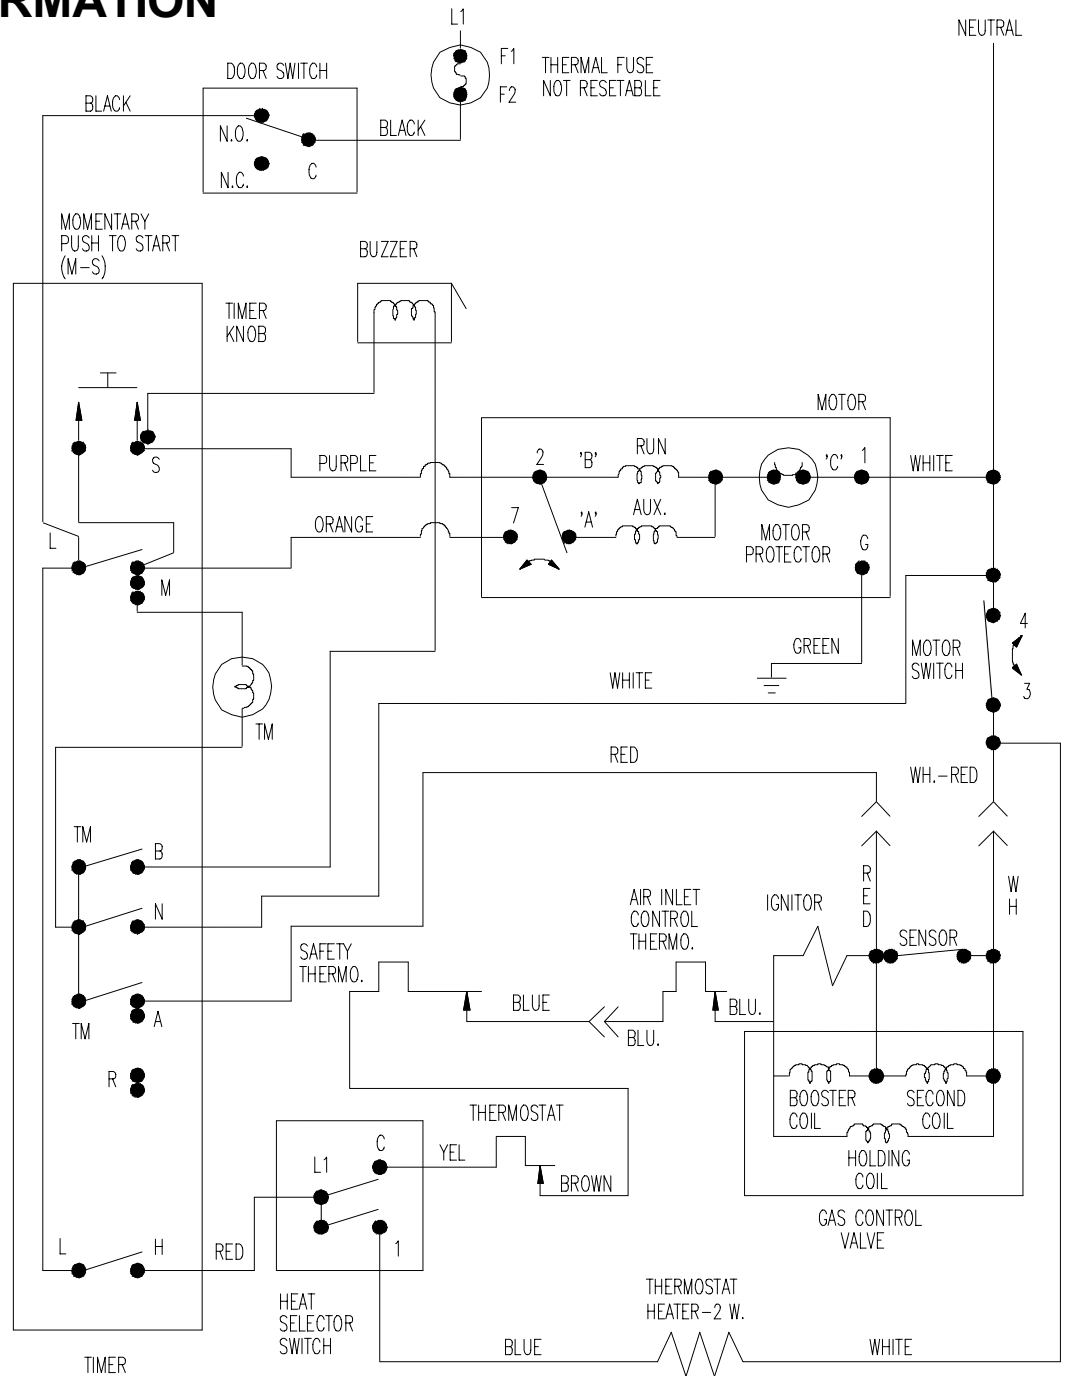 RMATION
L1
NEUTRAL
F1
F2
THERMAL FUSE
NOT RESETABLE
DOOR SWITCH
BLACK
BLACK
N.O.
N.C.
C
MOMENTARY
PUSH TO START
(M-S)
BUZZER
TIMER
KNOB
MOTOR
S
PURPLE
2
'B'
RUN
'C'
1
WHITE
L
ORANGE
7
'A'
AUX.
MOTOR
PROTECTOR
G
M
GREEN
MOTOR
SWITCH
4
3
WHITE
TM
RED
WH.-RED
TM
B
N
TM
A
R
RED
WH
AIR INLET
CONTROL
THERMO.
IGNITOR
SENSOR
SAFETY
THERMO.
BLUE
BLU.
BLU.
BOOSTER
COIL
SECOND
COIL
HOLDING
COIL
GAS CONTROL
VALVE
THERMOSTAT
C
L1
YEL
BROWN
1
L
H
RED
HEAT
SELECTOR
SWITCH
THERMOSTAT
HEATER-2 W.
BLUE
WHITE
TIMER